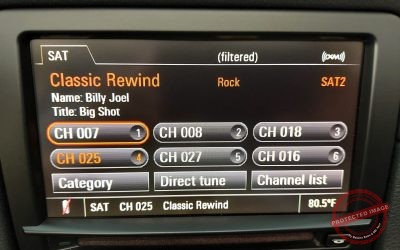 SAT (filtered) ((XM))
Classic Rewind Rock SAT2
Name: Billy Joel
Title: Big Shot
CH 007 1 CH 008 2 CH 018 3
CH 025 4 CH 027 5 CH 016 6
Category Direct tune Channel list
SAT CH 025 Classic Rewind 80.5°F
PROTECTED IMAGE